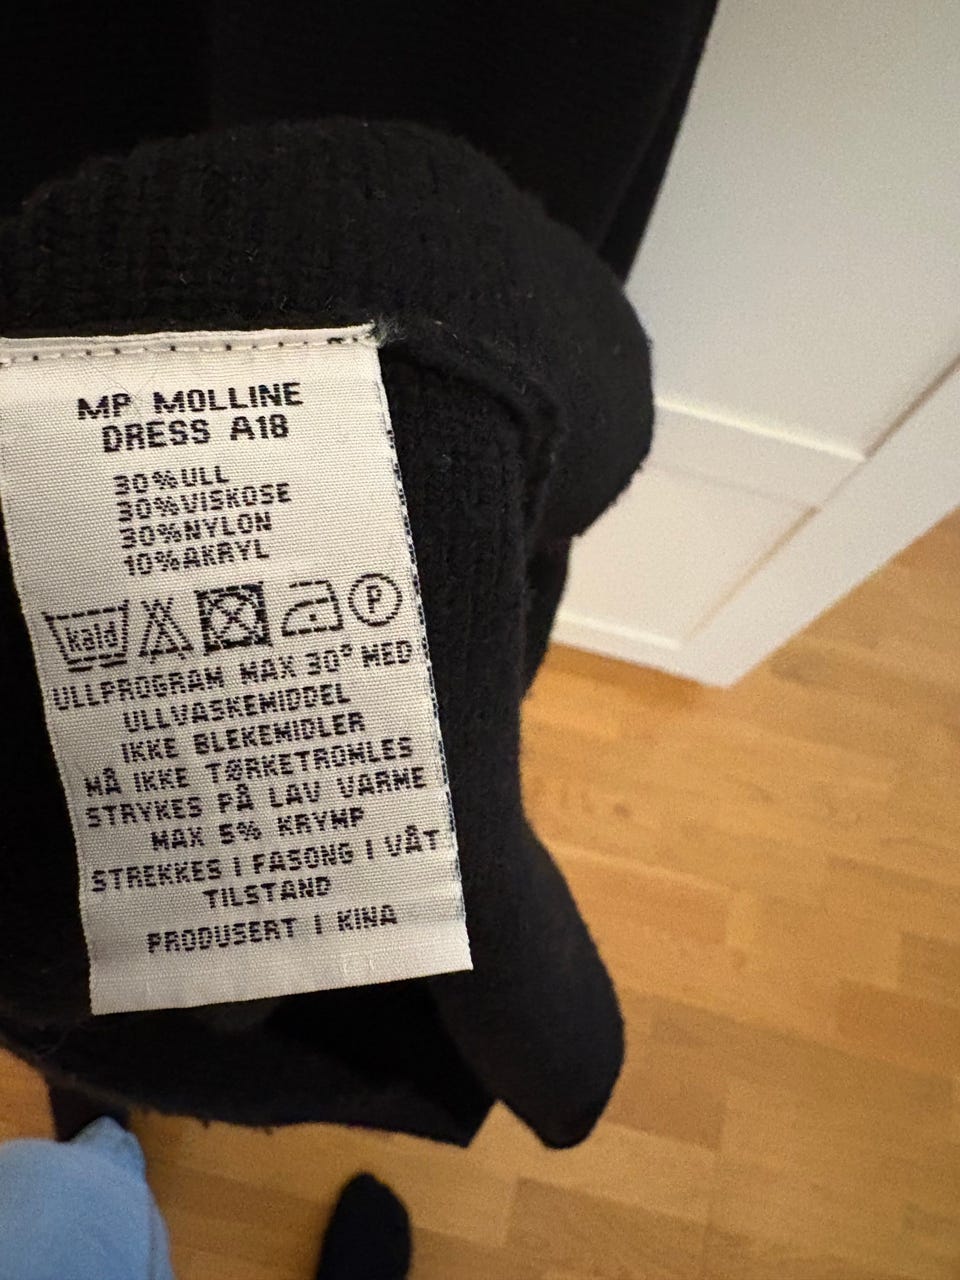 MP MOLLINE
DRESS A18
30%ULL
30%VISKOSE
30%NYLON
10%AKRYL
kald P
ULLPROGRAM MAX 30° MED
ULLVASKEMIDDEL
IKKE BLEKEMIDLER
MÅ IKKE TØRKETROMLES
STRYKES PÅ LAV VARME
MAX 5% KRYMP
STREKKES I FASONG I VÅT
TILSTAND
PRODUSERT I KINA